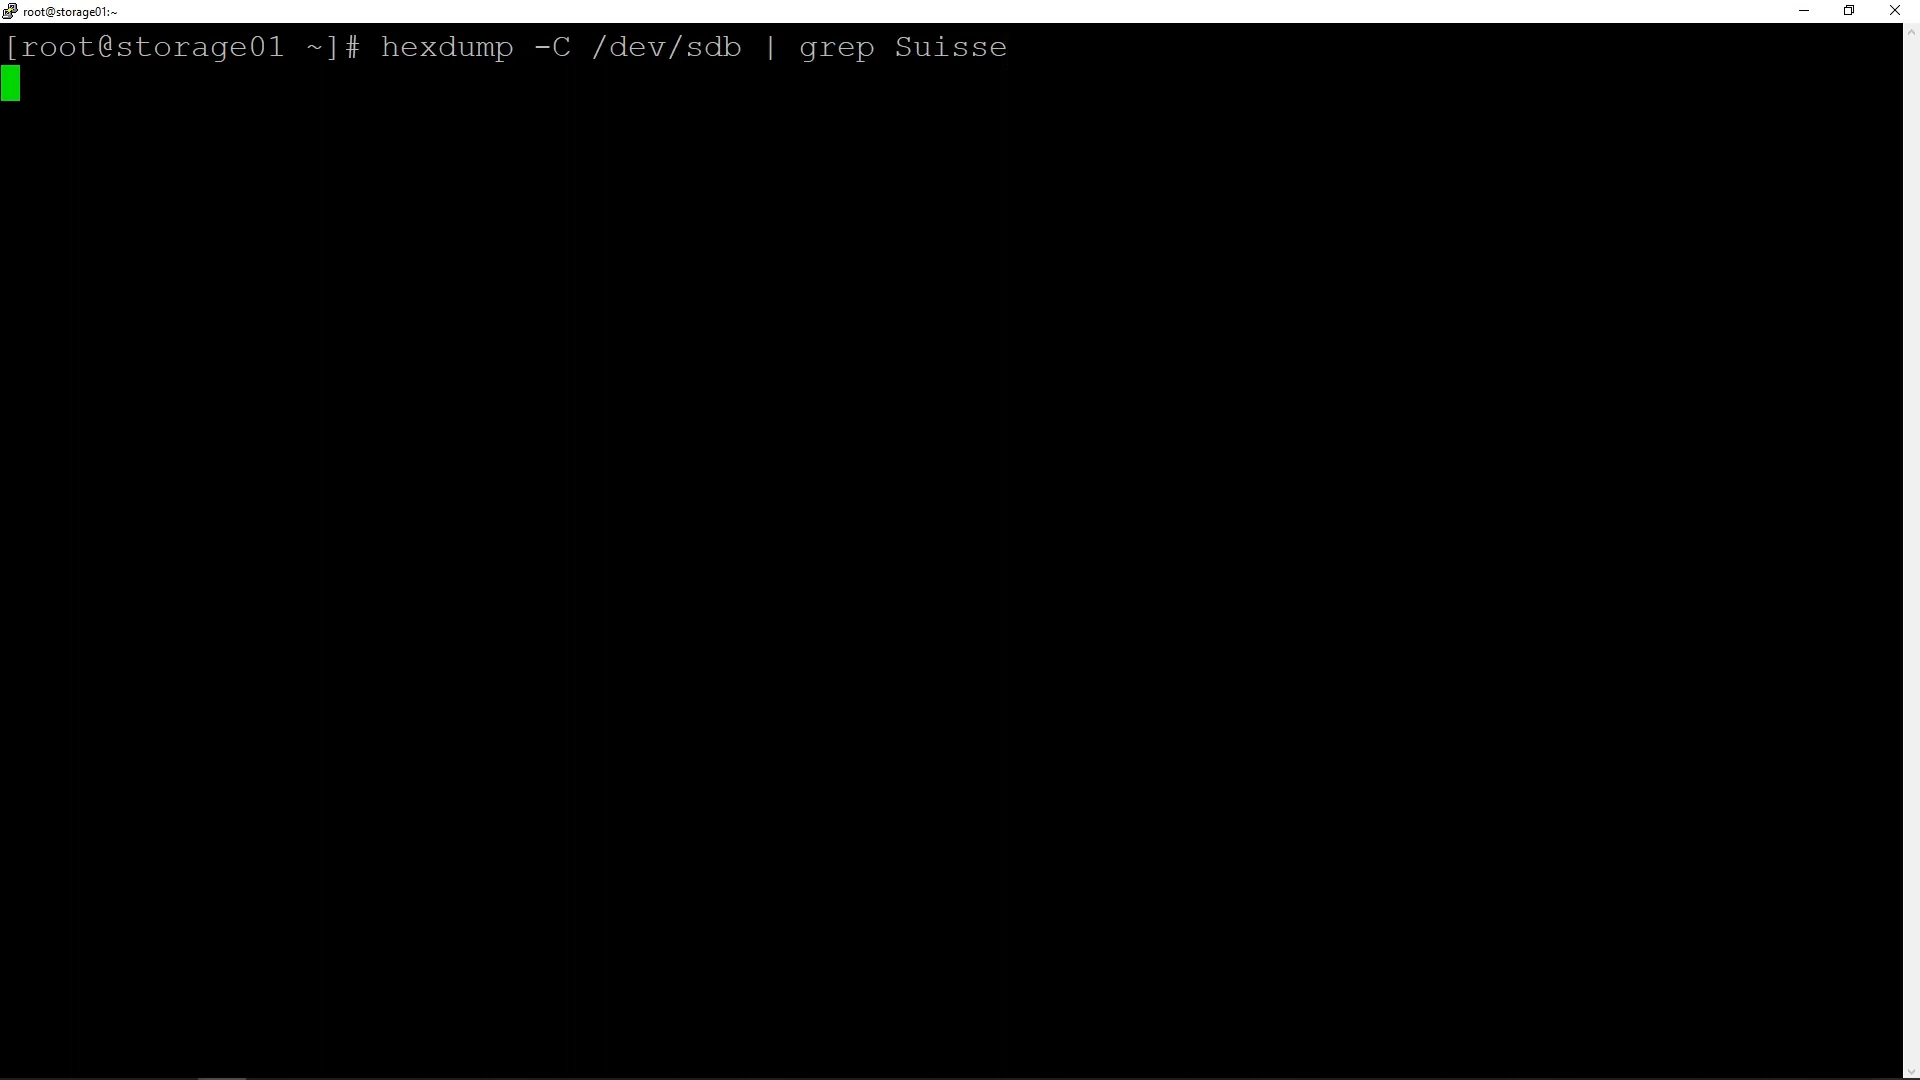 root@storage01:~
[root@storage01 ~]# hexdump -C /dev/sdb | grep Suisse